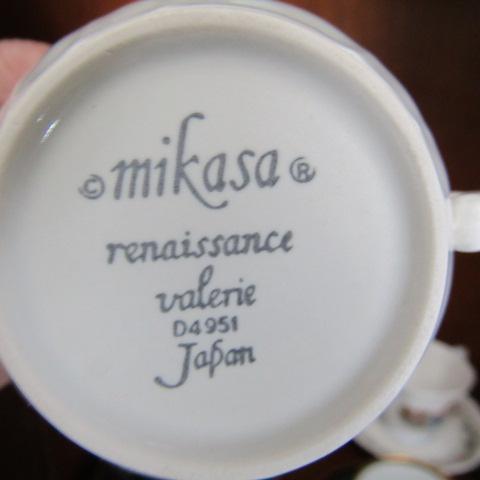 © mikasa ®
renaissance
valerie
D4951
Japan